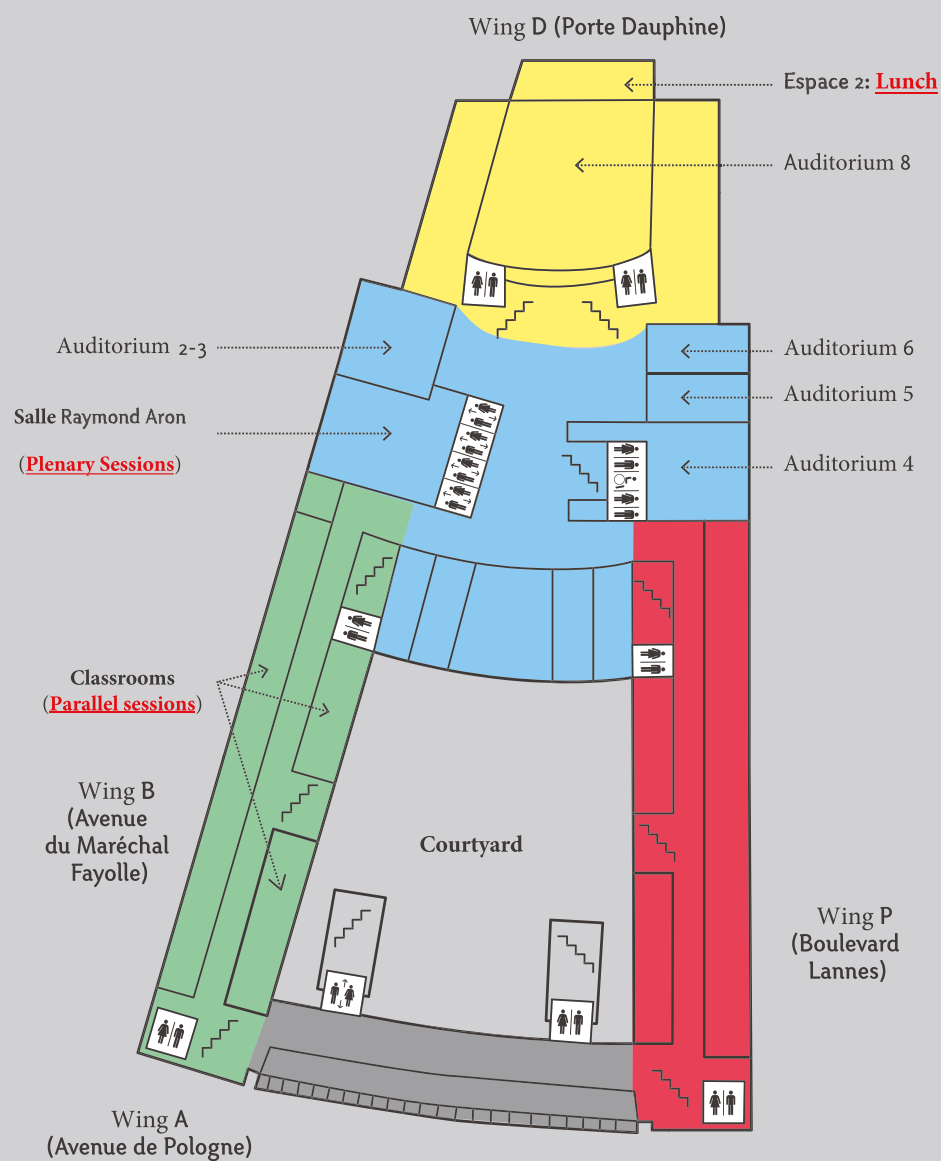 Wing D (Porte Dauphine)
Espace 2: Lunch
Auditorium 8
Auditorium 2-3
Auditorium 6
Auditorium 5
Salle Raymond Aron
(Plenary Sessions)
Auditorium 4
Classrooms
(Parallel sessions)
Wing B
(Avenue
du Maréchal
Fayolle)
Courtyard
Wing P
(Boulevard
Lannes)
Wing A
(Avenue de Pologne)